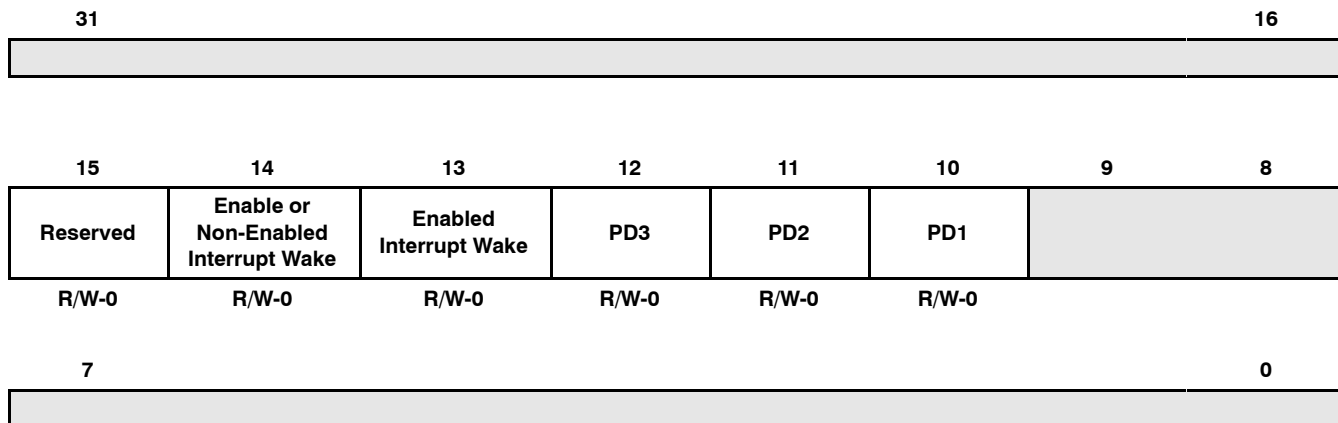 31 16
15 14 13 12 11 10 9 8
Reserved
Enable or
Non-Enabled
Interrupt Wake
Enabled
Interrupt Wake
PD3
PD2
PD1
R/W-0 R/W-0 R/W-0 R/W-0 R/W-0 R/W-0
7 0